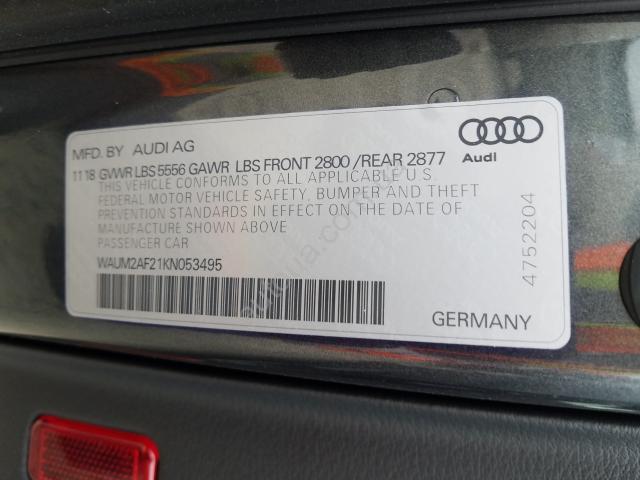 MFD. BY AUDI AG
11 18 GVWR LBS 5556 GAWR LBS FRONT 2800 /REAR 2877
THIS VEHICLE CONFORMS TO ALL APPLICABLE U S
FEDERAL MOTOR VEHICLE SAFETY, BUMPER AND THEFT
PREVENTION STANDARDS IN EFFECT ON THE DATE OF
MANUFACTURE SHOWN ABOVE
PASSENGER CAR
WAUM2AF21KN053495
Audi
4752204
GERMANY